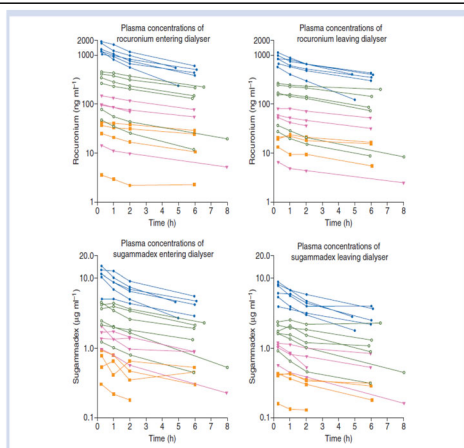 Plasma concentrations of
rocuronium entering dialyser
2000
1000
100
10
1
Rocuronium (ng ml⁻¹)
0 1 2 3 4 5 6 7 8
Time (h)
Plasma concentrations of
rocuronium leaving dialyser
2000
1000
100
10
1
Rocuronium (ng ml⁻¹)
0 1 2 3 4 5 6 7 8
Time (h)
Plasma concentrations of
sugammadex entering dialyser
20.0
10.0
1.0
0.1
Sugammadex (µg ml⁻¹)
0 1 2 3 4 5 6 7 8
Time (h)
Plasma concentrations of
sugammadex leaving dialyser
20.0
10.0
1.0
0.1
Sugammadex (µg ml⁻¹)
0 1 2 3 4 5 6 7 8
Time (h)